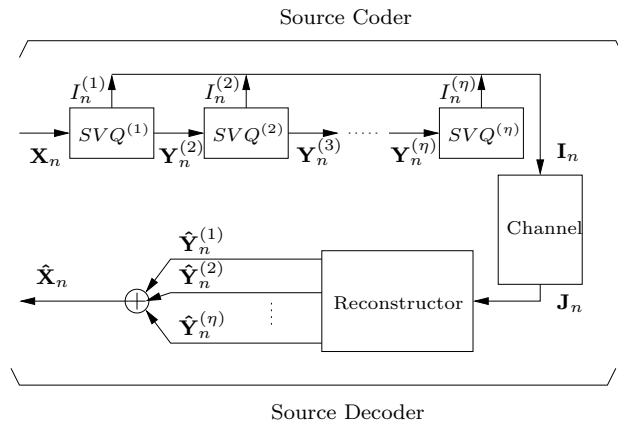 Source Coder
I_n^{(1)} I_n^{(2)} I_n^{(η)}
SVQ^{(1)} SVQ^{(2)} ..... SVQ^{(η)}
X_n Y_n^{(2)} Y_n^{(3)} Y_n^{(η)} I_n
Channel
Ŷ_n^{(1)}
X̂_n Ŷ_n^{(2)} Reconstructor J_n
Ŷ_n^{(η)}
Source Decoder